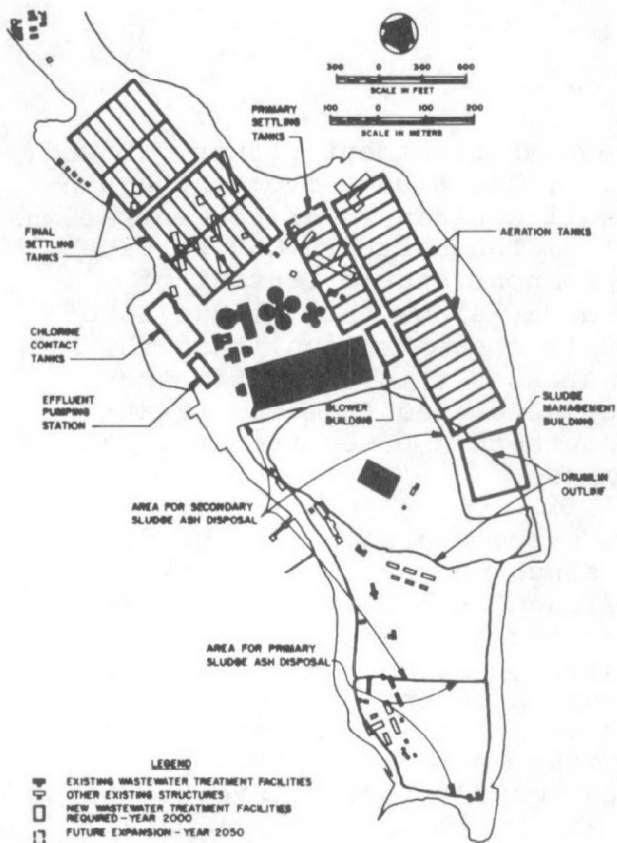 300 0 300 600
SCALE IN FEET
100 0 100 200
SCALE IN METERS
PRIMARY
SETTLING
TANKS
AERATION TANKS
FINAL
SETTLING
TANKS
CHLORINE
CONTACT
TANKS
EFFLUENT
PUMPING
STATION
BLOWER
BUILDING
SLUDGE
MANAGEMENT
BUILDING
DRUMLIN
OUTLINE
AREA FOR SECONDARY
SLUDGE ASH DISPOSAL
AREA FOR PRIMARY
SLUDGE ASH DISPOSAL
LEGEND
EXISTING WASTEWATER TREATMENT FACILITIES
OTHER EXISTING STRUCTURES
NEW WASTEWATER TREATMENT FACILITIES
REQUIRED - YEAR 2000
FUTURE EXPANSION - YEAR 2050